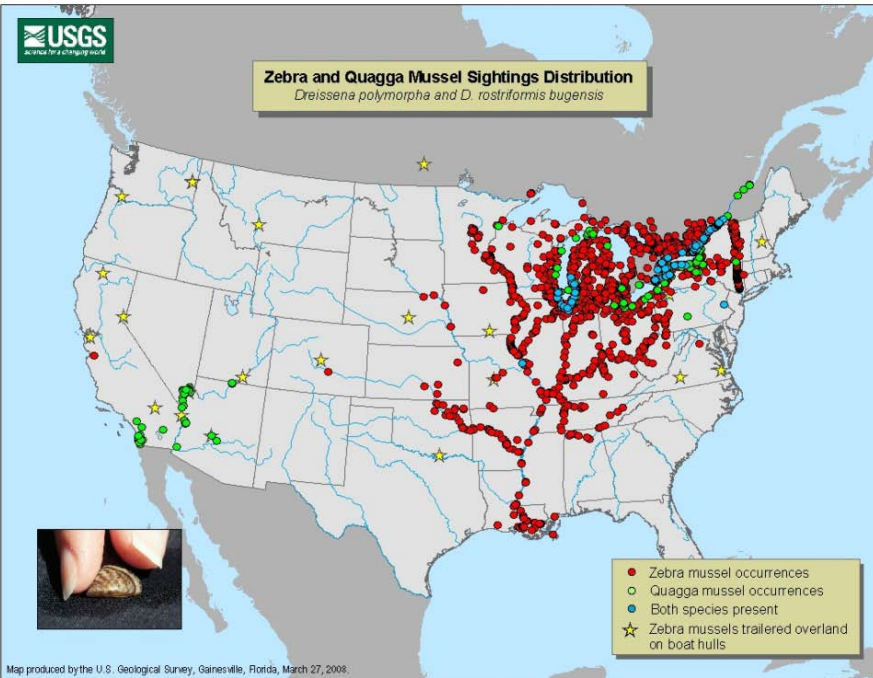 USGS
science for a changing world
Zebra and Quagga Mussel Sightings Distribution
Dreissena polymorpha and D. rostriformis bugensis
Zebra mussel occurrences
Quagga mussel occurrences
Both species present
Zebra mussels trailered overland
on boat hulls
Map produced by the U.S. Geological Survey, Gainesville, Florida, March 27, 2008.